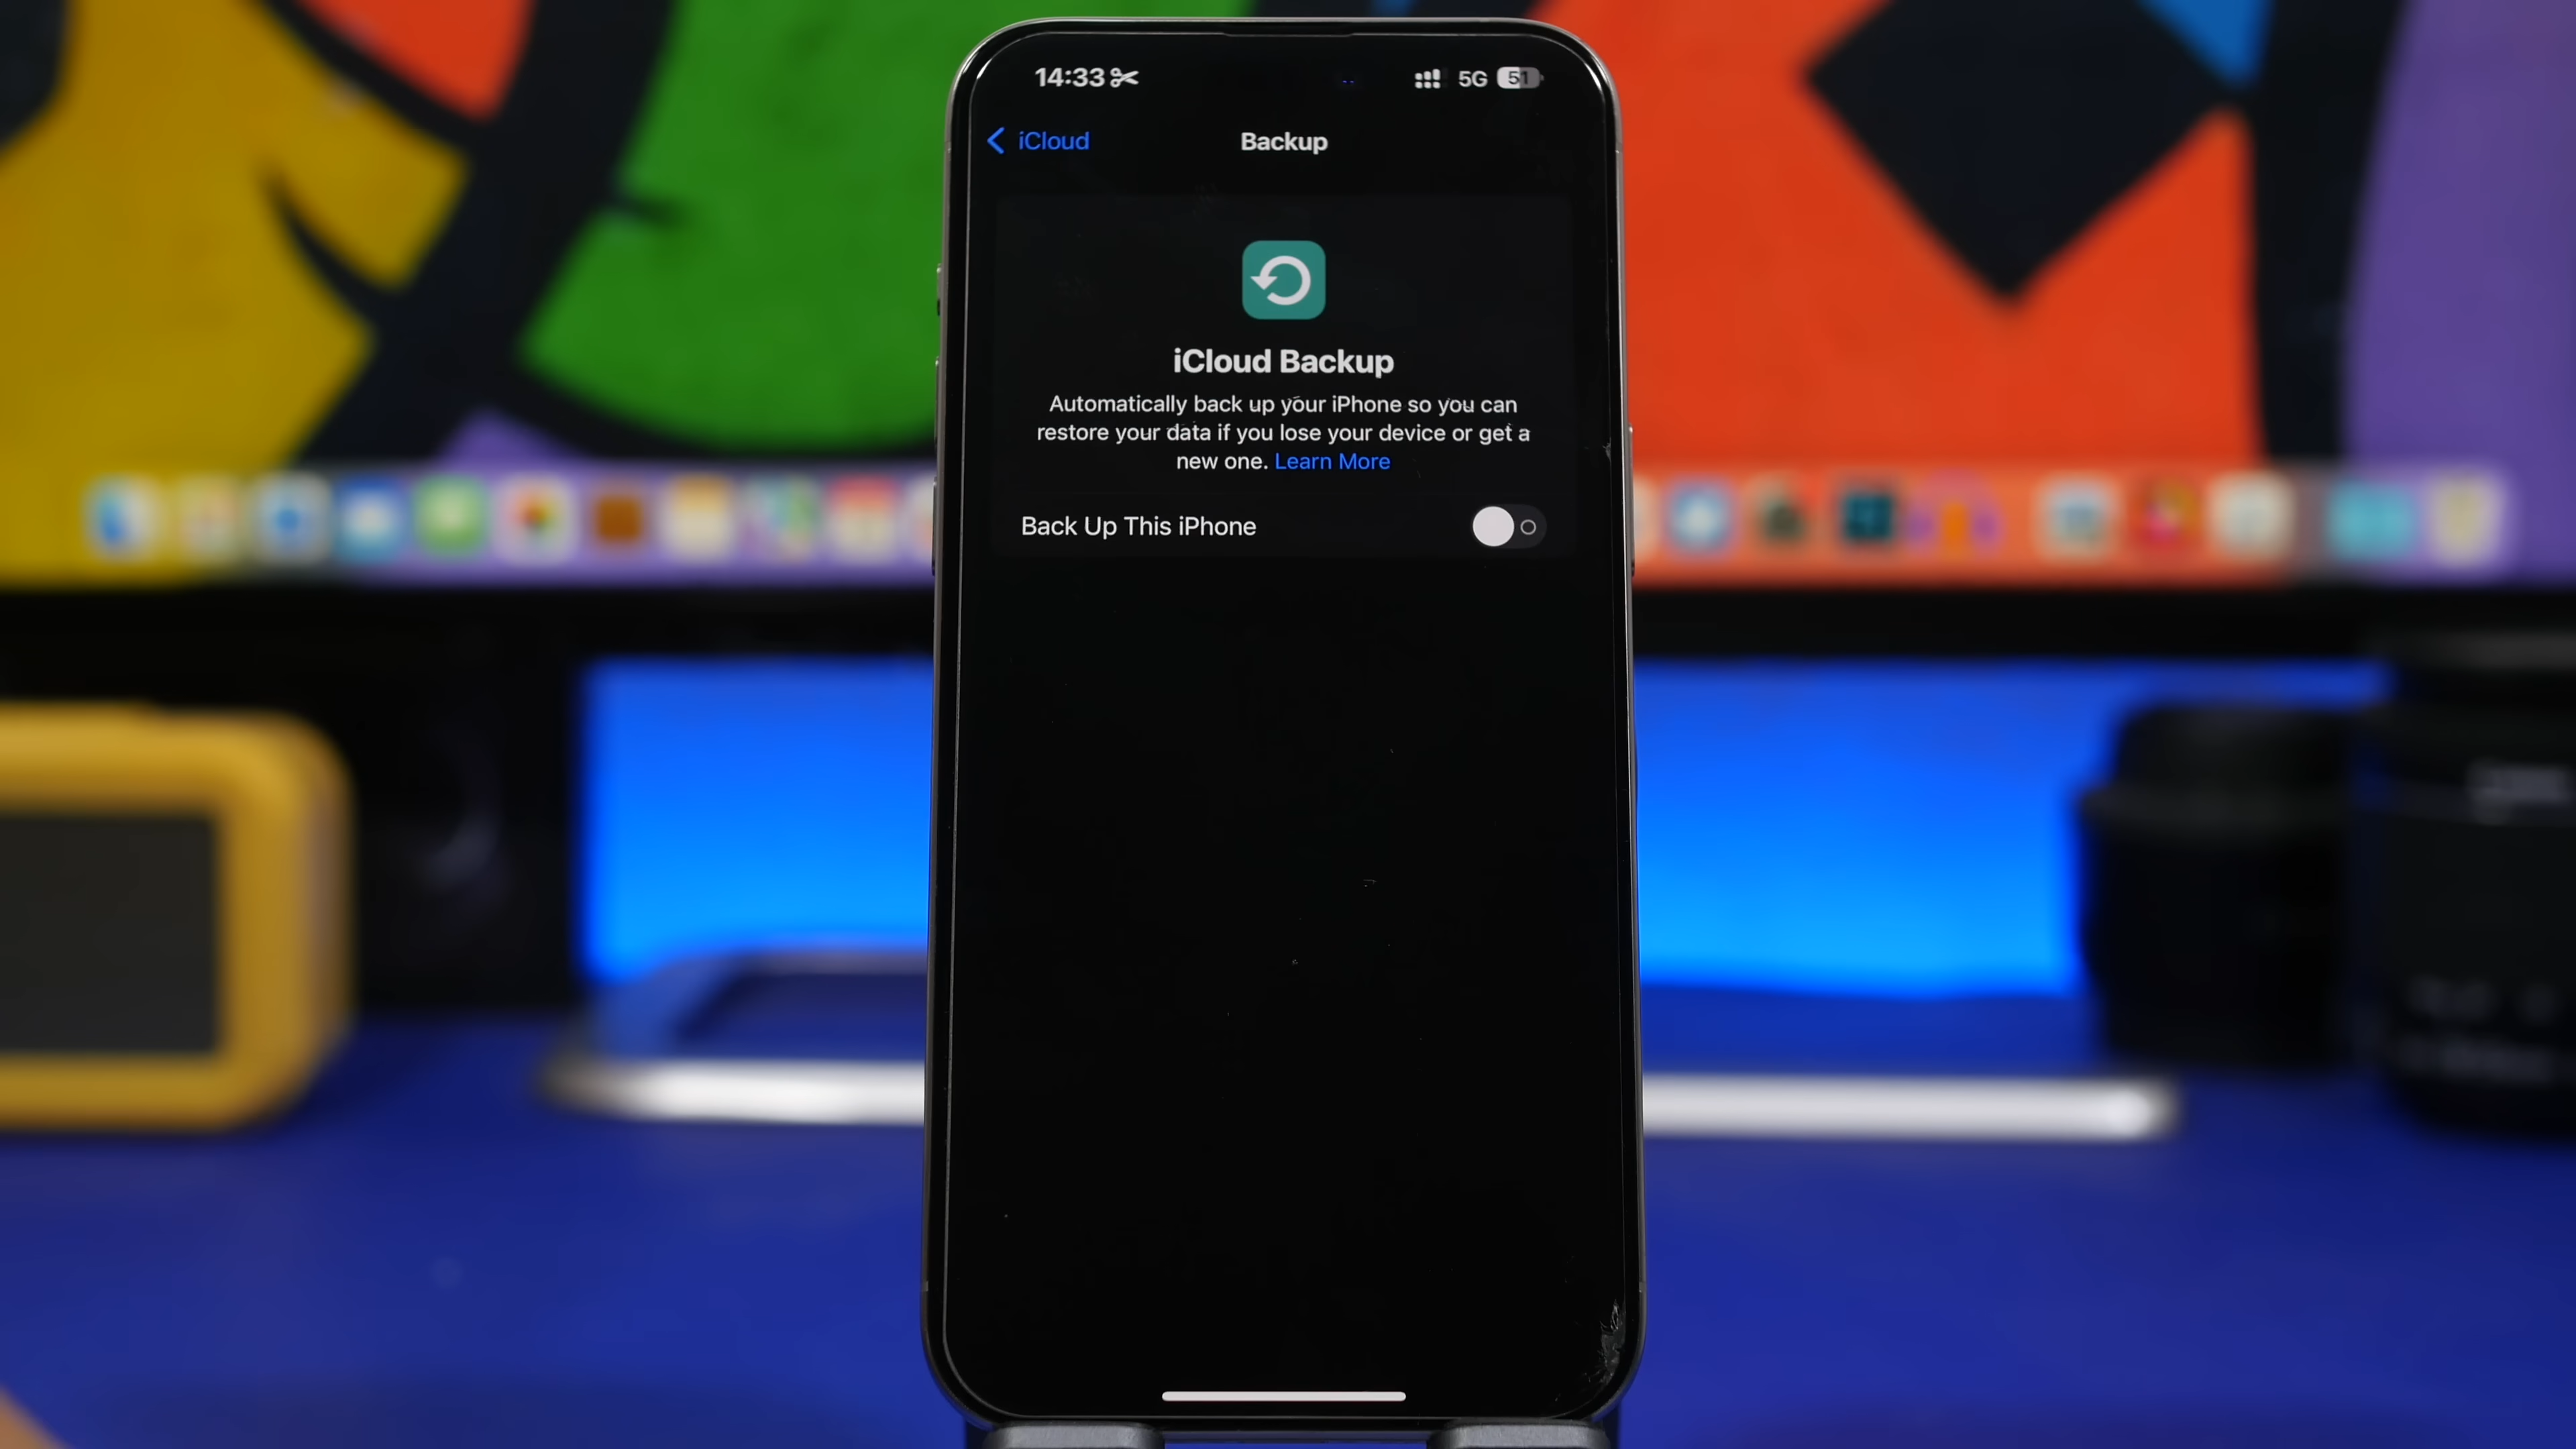 14:33
5G 51
iCloud
Backup
iCloud Backup
Automatically back up your iPhone so you can
restore your data if you lose your device or get a
new one. Learn More
Back Up This iPhone